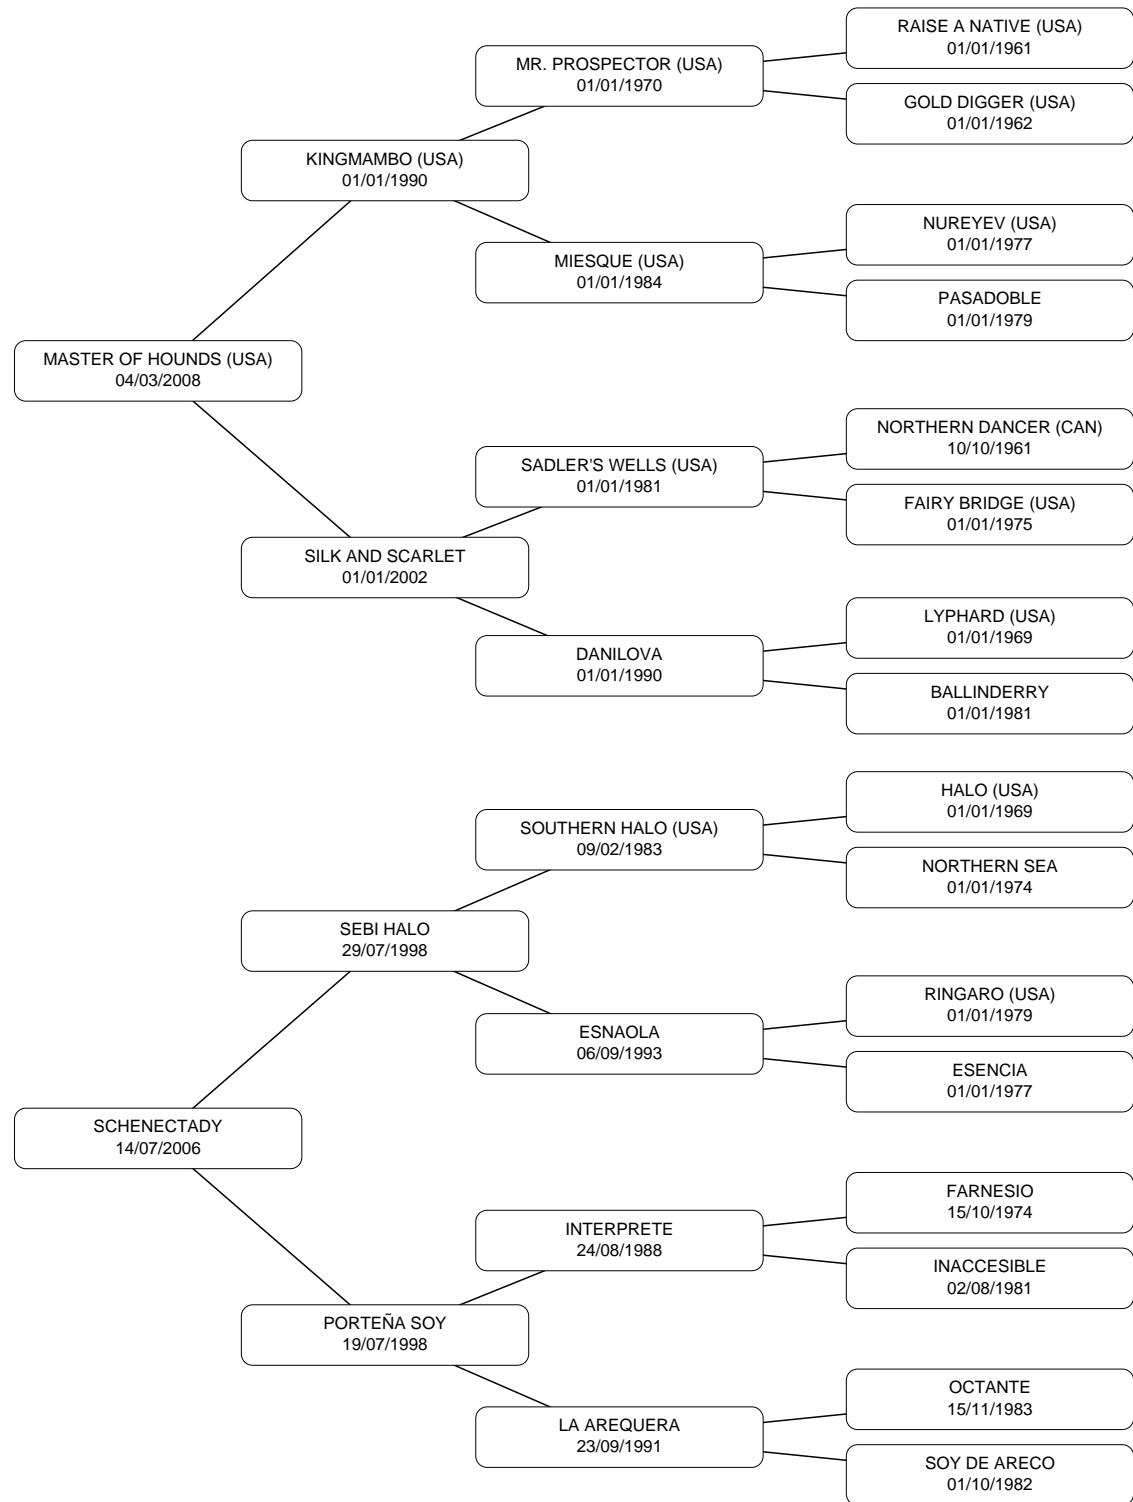 RAISE A NATIVE (USA)
01/01/1961
MR. PROSPECTOR (USA)
01/01/1970
GOLD DIGGER (USA)
01/01/1962
KINGMAMBO (USA)
01/01/1990
NUREYEV (USA)
01/01/1977
MIESQUE (USA)
01/01/1984
PASADOBLE
01/01/1979
MASTER OF HOUNDS (USA)
04/03/2008
NORTHERN DANCER (CAN)
10/10/1961
SADLER'S WELLS (USA)
01/01/1981
FAIRY BRIDGE (USA)
01/01/1975
SILK AND SCARLET
01/01/2002
LYPHARD (USA)
01/01/1969
DANILOVA
01/01/1990
BALLINDERRY
01/01/1981
HALO (USA)
01/01/1969
SOUTHERN HALO (USA)
09/02/1983
NORTHERN SEA
01/01/1974
SEBI HALO
29/07/1998
RINGARO (USA)
01/01/1979
ESNAOLA
06/09/1993
ESENCIA
01/01/1977
SCHENECTADY
14/07/2006
FARNESIO
15/10/1974
INTERPRETE
24/08/1988
INACCESIBLE
02/08/1981
PORTEÑA SOY
19/07/1998
OCTANTE
15/11/1983
LA AREQUERA
23/09/1991
SOY DE ARECO
01/10/1982